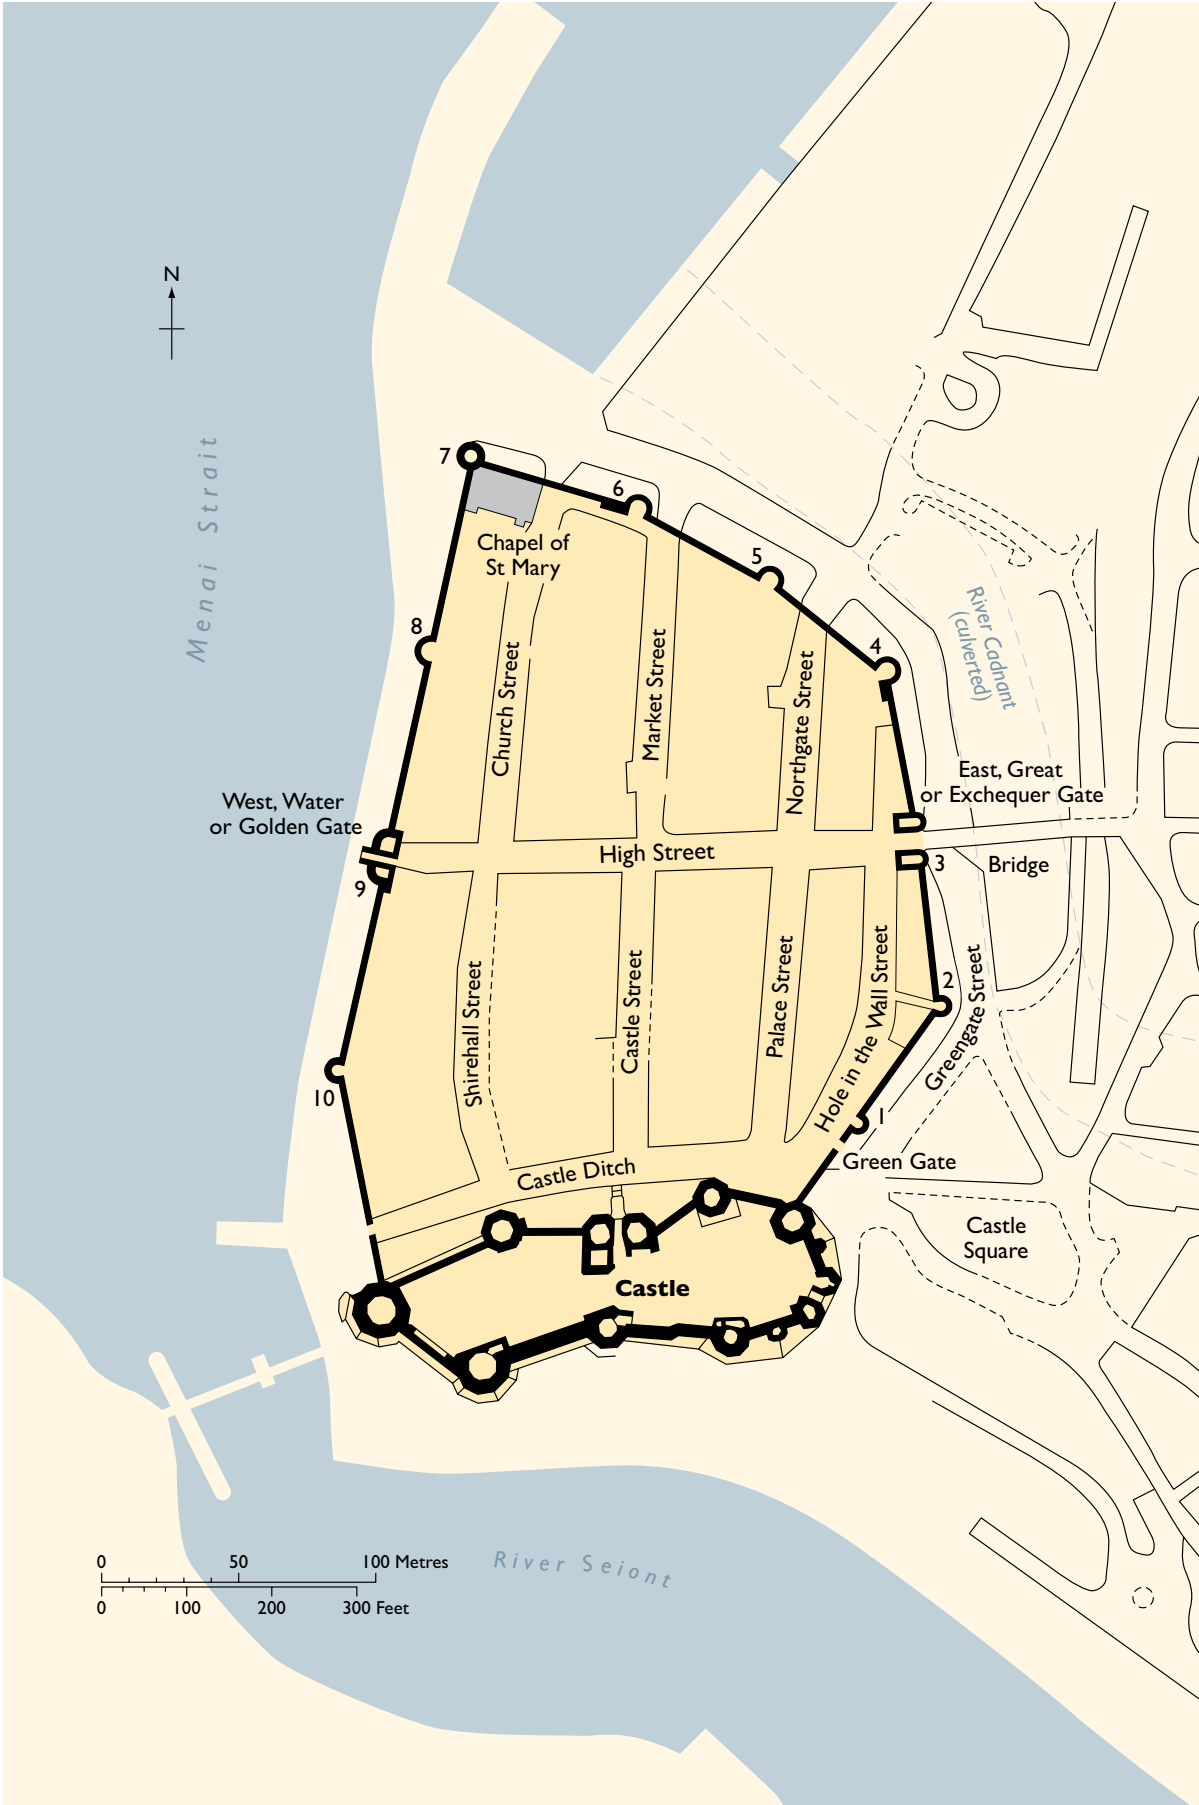 N
Menai Strait
7
6
Chapel of
St Mary
5
8
4
River Cadnant
(culverted)
Church Street
Market Street
Northgate Street
East, Great
or Exchequer Gate
West, Water
or Golden Gate
High Street
3
Bridge
9
2
Shirehall Street
Castle Street
Palace Street
Hole in the Wall Street
Greengate Street
10
1
Green Gate
Castle Ditch
Castle
Square
Castle
0 50 100 Metres
0 100 200 300 Feet
River Seiont